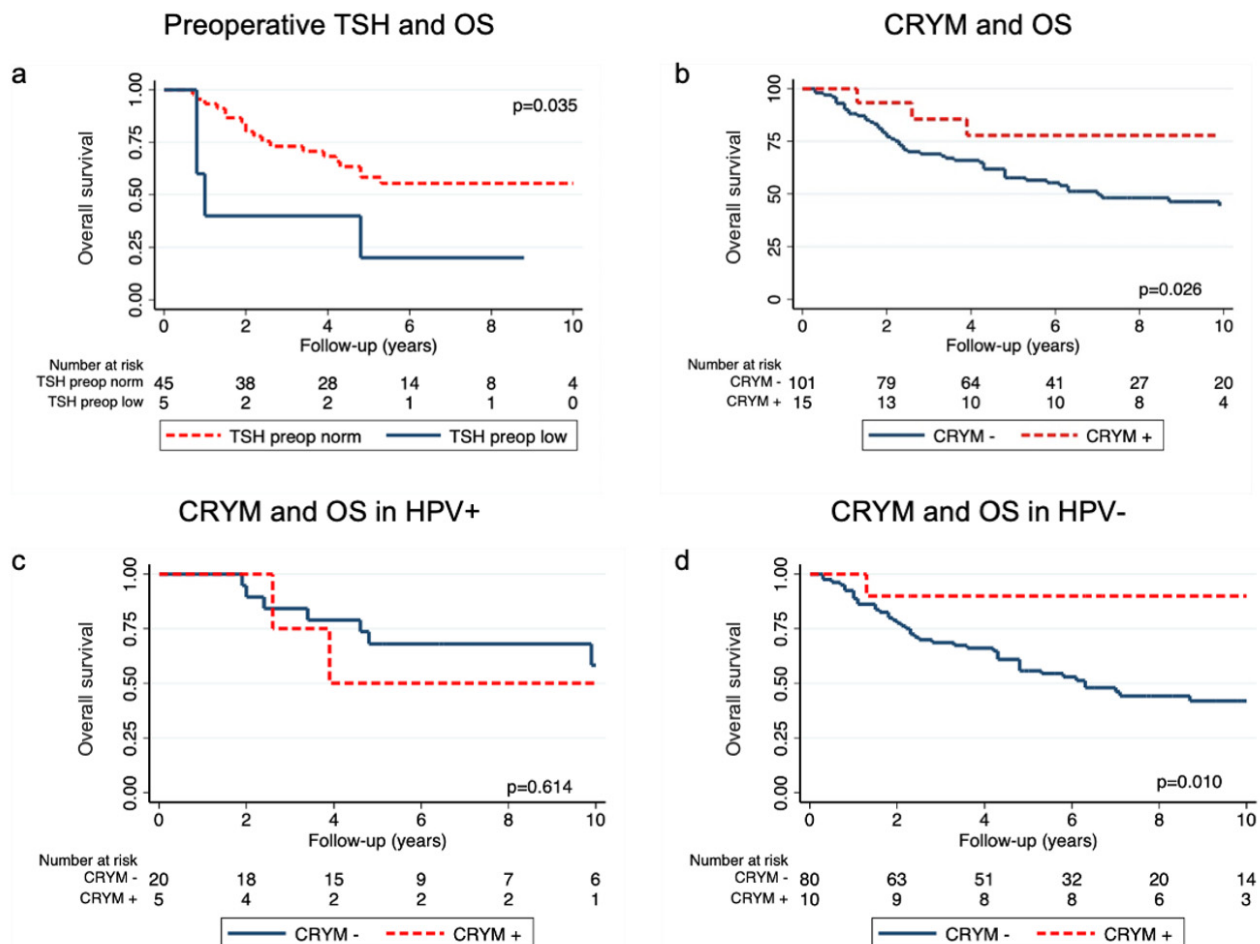 Preoperative TSH and OS
a
Overall survival
1.00
0.75
0.50
0.25
0.00
p=0.035
0 2 4 6 8 10
Follow-up (years)
Number at risk
TSH preop norm 45 38 28 14 8 4
TSH preop low 5 2 2 1 1 0
TSH preop norm TSH preop low
CRYM and OS
b
Overall survival
100
75
50
25
0
p=0.026
0 2 4 6 8 10
Follow-up (years)
Number at risk
CRYM - 101 79 64 41 27 20
CRYM + 15 13 10 10 8 4
CRYM - CRYM +
CRYM and OS in HPV+
c
Overall survival
1.00
0.75
0.50
0.25
0.00
p=0.614
0 2 4 6 8 10
Follow-up (years)
Number at risk
CRYM - 20 18 15 9 7 6
CRYM + 5 4 2 2 2 1
CRYM - CRYM +
CRYM and OS in HPV-
d
Overall survival
1.00
0.75
0.50
0.25
0.00
p=0.010
0 2 4 6 8 10
Follow-up (years)
Number at risk
CRYM - 80 63 51 32 20 14
CRYM + 10 9 8 8 6 3
CRYM - CRYM +